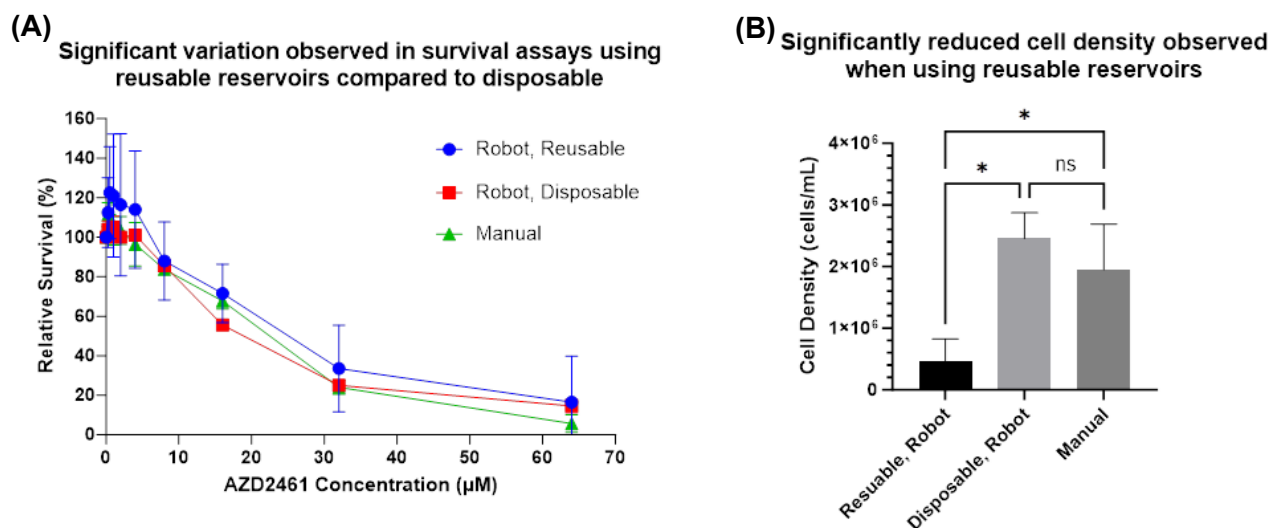 (A)
Significant variation observed in survival assays using
reusable reservoirs compared to disposable
160
140
120
100
80
60
40
20
0
Relative Survival (%)
0 10 20 30 40 50 60 70
AZD2461 Concentration (µM)
Robot, Reusable
Robot, Disposable
Manual
(B)
Significantly reduced cell density observed
when using reusable reservoirs
*
* ns
4×10⁶
3×10⁶
2×10⁶
1×10⁶
0
Cell Density (cells/mL)
Resuable, Robot
Disposable, Robot
Manual